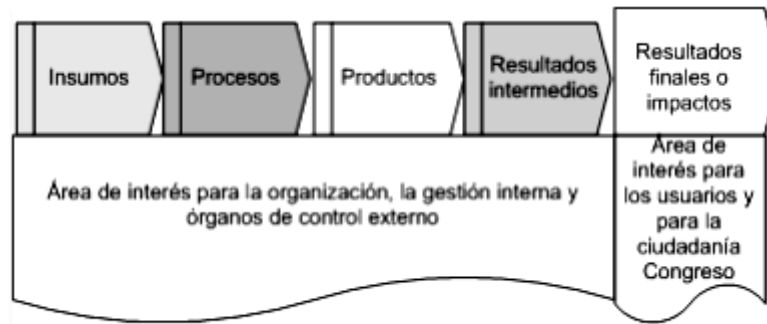 Insumos
Procesos
Productos
Resultados
intermedios
Resultados
finales o
impactos
Área de interés para la organización, la gestión interna y
órganos de control externo
Área de
interés para
los usuarios y
para la
ciudadanía
Congreso